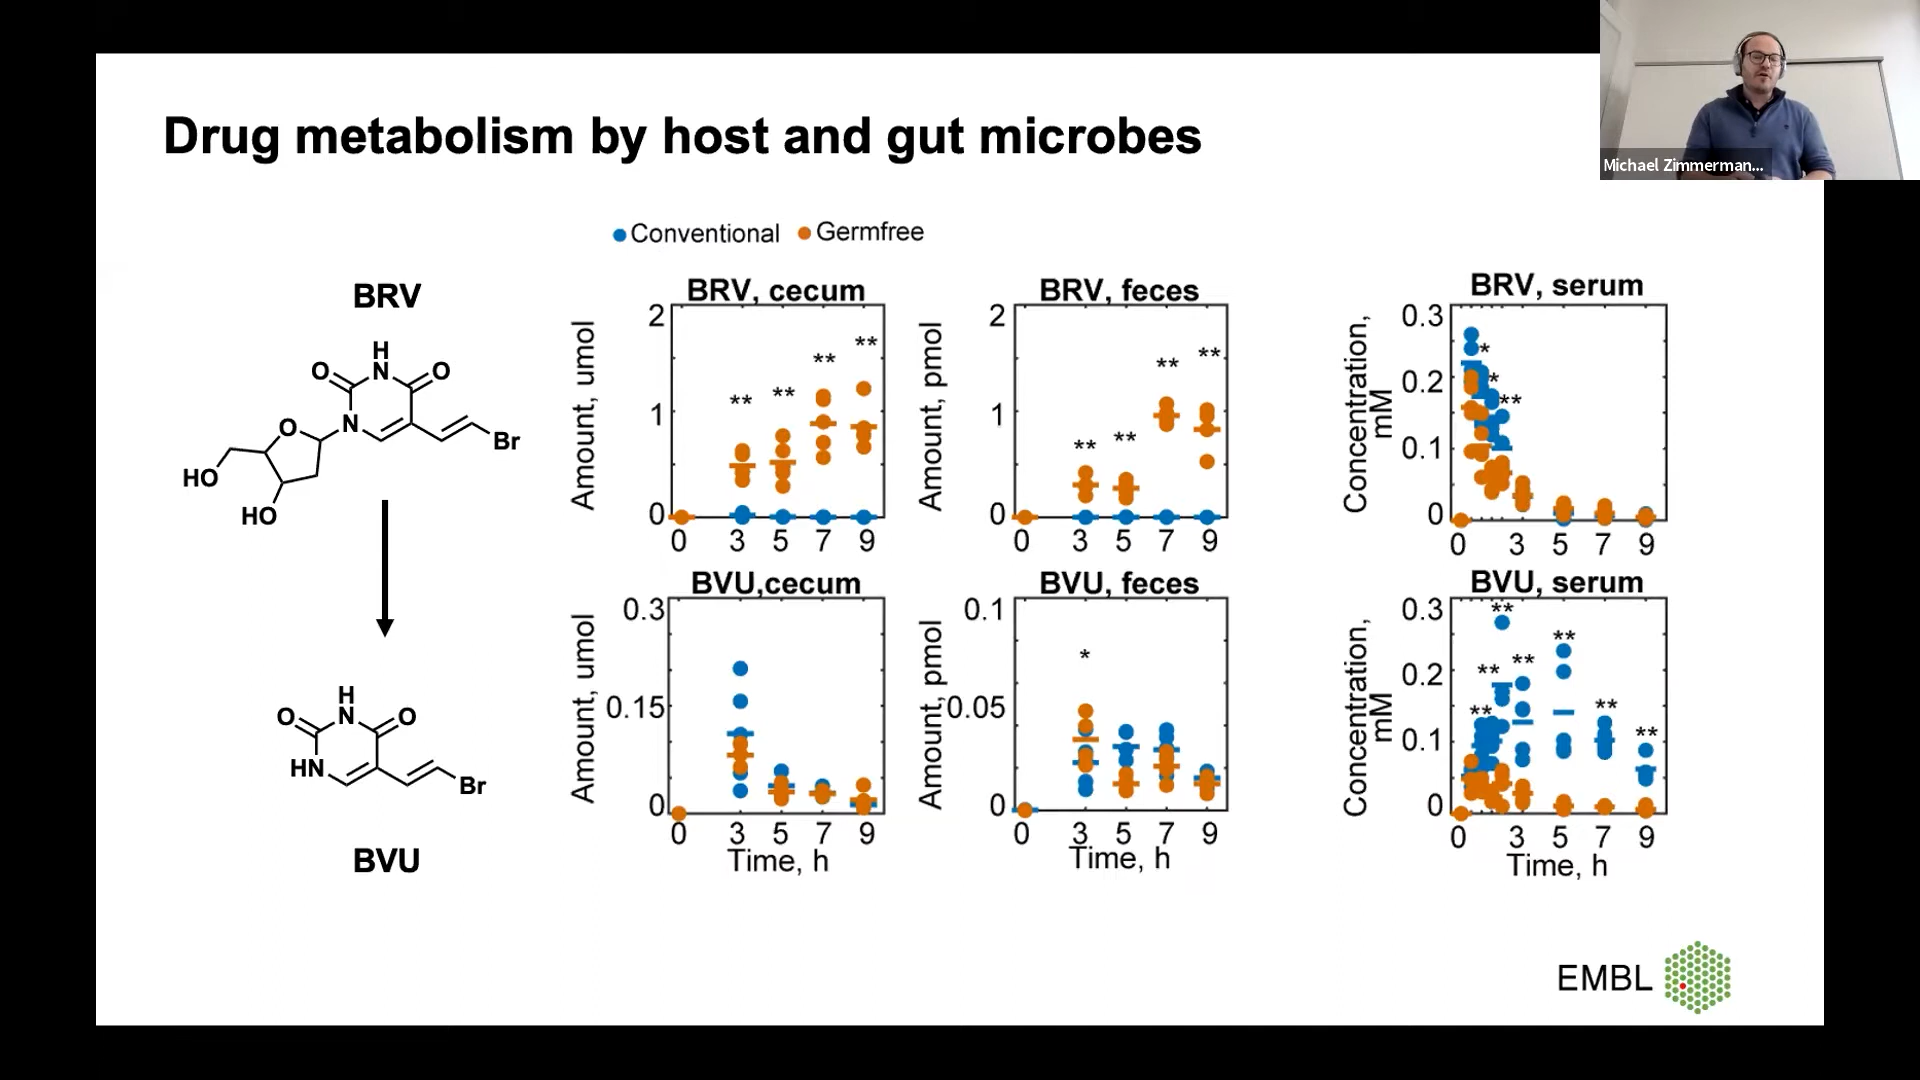 Drug metabolism by host and gut microbes
Michael Zimmerman...
Conventional Germfree
BRV
H
O N O
O N
Br
HO
HO
BVU
H
O N O
HN
Br
BRV, cecum
Amount, umol
2
1
0
** ** ** **
0 3 5 7 9
BRV, feces
Amount, pmol
2
1
0
** ** ** **
0 3 5 7 9
BRV, serum
Concentration,
mM
0.3
0.2
0.1
0
* * **
0 3 5 7 9
BVU,cecum
Amount, umol
0.3
0.15
0
0 3 5 7 9
Time, h
BVU, feces
Amount, pmol
0.1
0.05
0
*
0 3 5 7 9
Time, h
BVU, serum
Concentration,
mM
0.3
0.2
0.1
0
** ** ** ** ** ** **
0 3 5 7 9
Time, h
EMBL